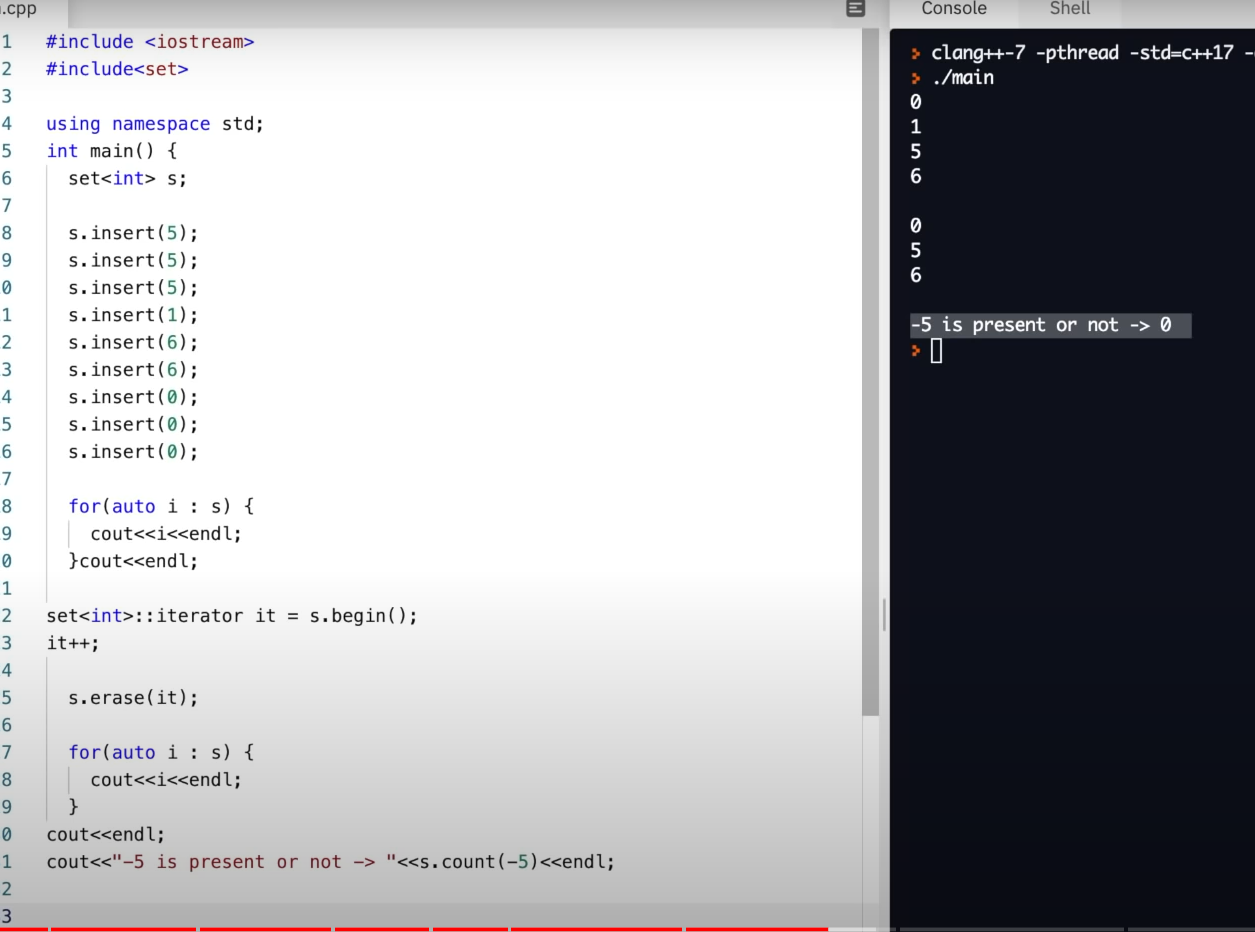 .cpp
1 #include <iostream>
2 #include<set>
3
4 using namespace std;
5 int main() {
6 set<int> s;
7
8 s.insert(5);
9 s.insert(5);
0 s.insert(5);
1 s.insert(1);
2 s.insert(6);
3 s.insert(6);
4 s.insert(0);
5 s.insert(0);
6 s.insert(0);
7
8 for(auto i : s) {
9 cout<<i<<endl;
0 }cout<<endl;
1
2 set<int>::iterator it = s.begin();
3 it++;
4
5 s.erase(it);
6
7 for(auto i : s) {
8 cout<<i<<endl;
9 }
0 cout<<endl;
1 cout<<"-5 is present or not -> "<<s.count(-5)<<endl;
2
3
Console Shell
> clang++-7 -pthread -std=c++17 -
> ./main
0
1
5
6
0
5
6
-5 is present or not -> 0
>